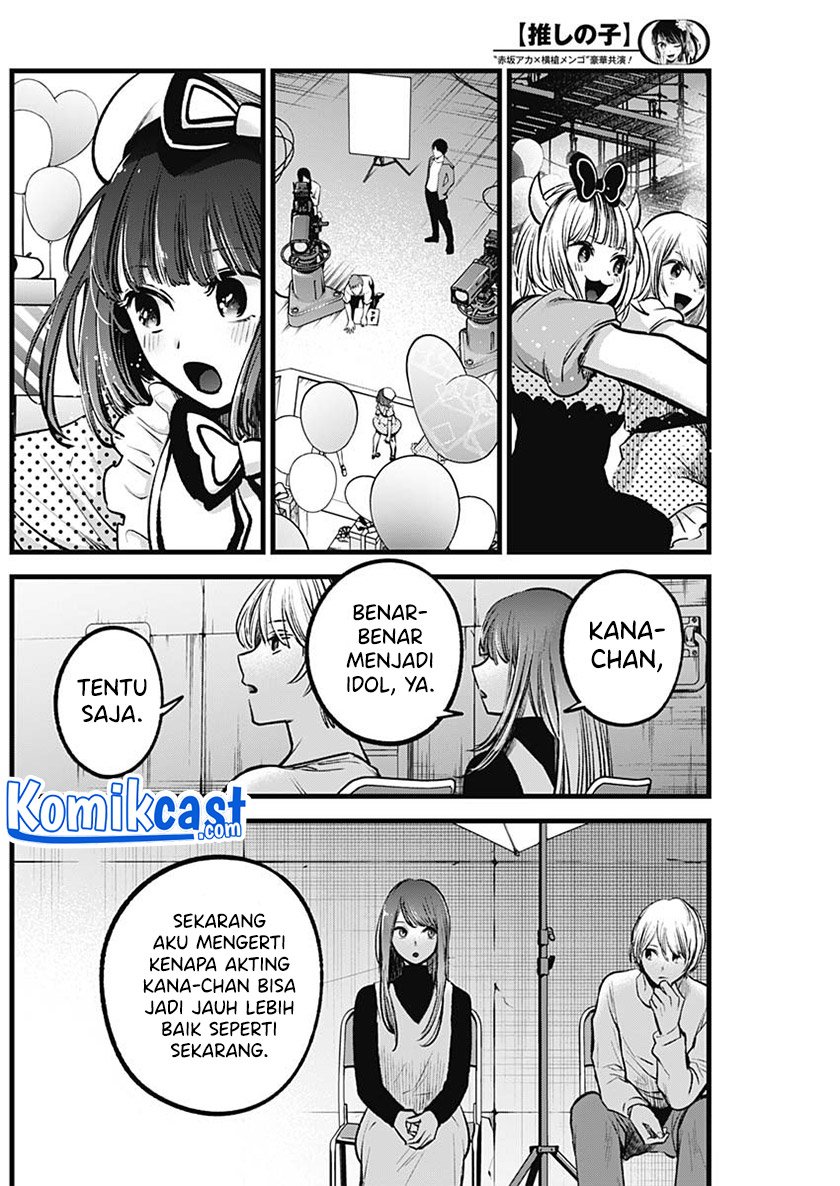 【推しの子】
"赤坂アカ×横槍メンゴ"豪華共演!
KANA-
CHAN,
BENAR-
BENAR
MENJADI
IDOL, YA.
TENTU
SAJA.
Komikcast
.com
SEKARANG
AKU MENGERTI
KENAPA AKTING
KANA-CHAN BISA
JADI JAUH LEBIH
BAIK SEPERTI
SEKARANG.